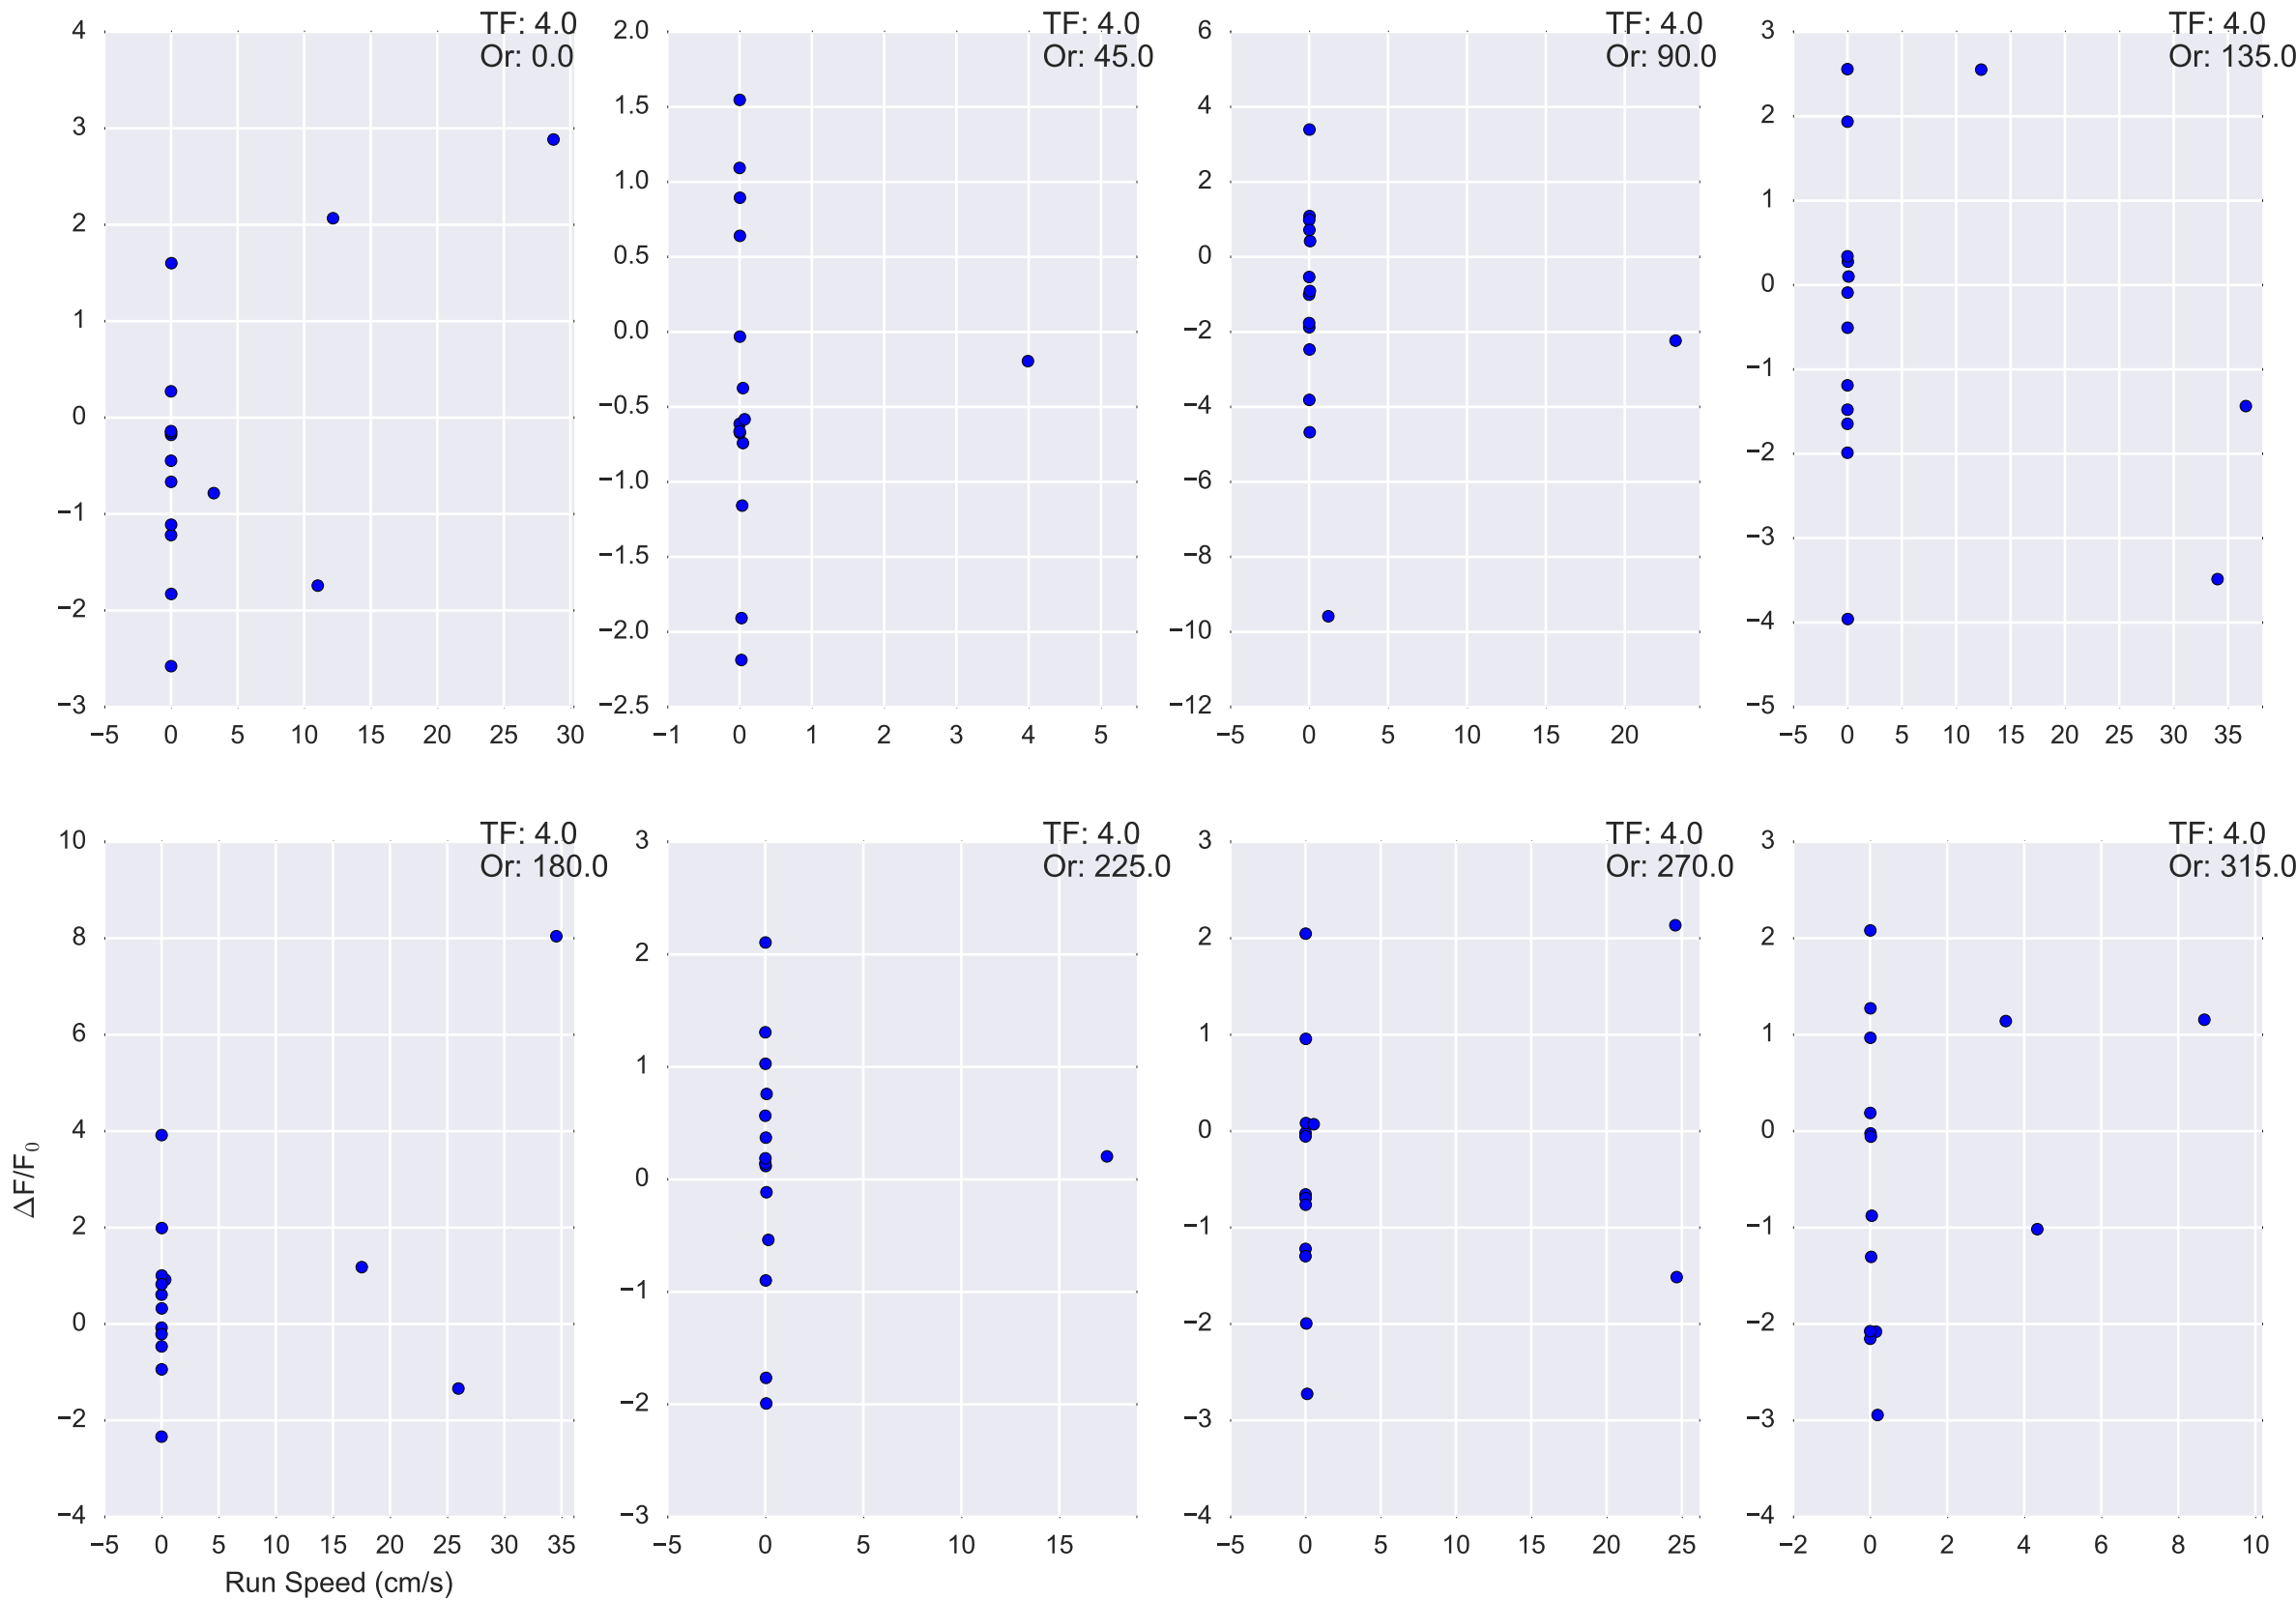 TF: 4.0
Or: 0.0
4
3
2
1
0
−1
−2
−3
−5 0 5 10 15 20 25 30
TF: 4.0
Or: 45.0
2.0
1.5
1.0
0.5
0.0
−0.5
−1.0
−1.5
−2.0
−2.5
−1 0 1 2 3 4 5
TF: 4.0
Or: 90.0
6
4
2
0
−2
−4
−6
−8
−10
−12
−5 0 5 10 15 20
TF: 4.0
Or: 135.0
3
2
1
0
−1
−2
−3
−4
−5
−5 0 5 10 15 20 25 30 35
TF: 4.0
Or: 180.0
10
8
6
4
2
0
−2
−4
ΔF/F₀
−5 0 5 10 15 20 25 30 35
Run Speed (cm/s)
TF: 4.0
Or: 225.0
3
2
1
0
−1
−2
−3
−5 0 5 10 15
TF: 4.0
Or: 270.0
3
2
1
0
−1
−2
−3
−4
−5 0 5 10 15 20 25
TF: 4.0
Or: 315.0
3
2
1
0
−1
−2
−3
−4
−2 0 2 4 6 8 10